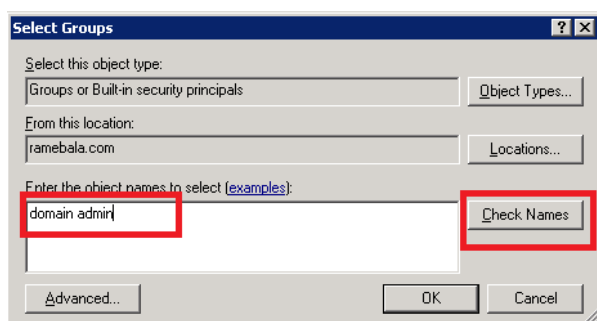 Select Groups
Select this object type:
Groups or Built-in security principals
Object Types...
From this location:
ramebala.com
Locations...
Enter the object names to select (examples):
domain admin
Check Names
Advanced...
OK
Cancel